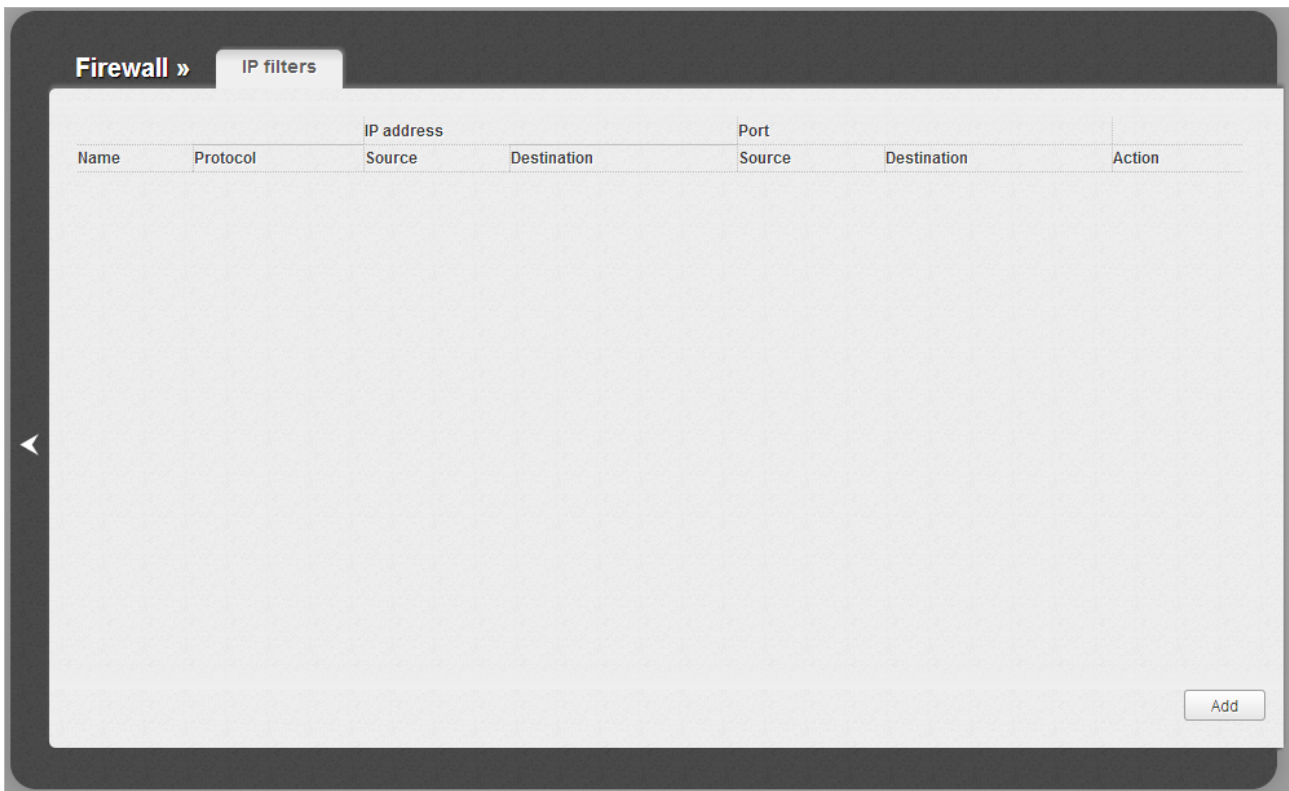 Firewall » IP filters
IP address Port
Name Protocol Source Destination Source Destination Action
Add